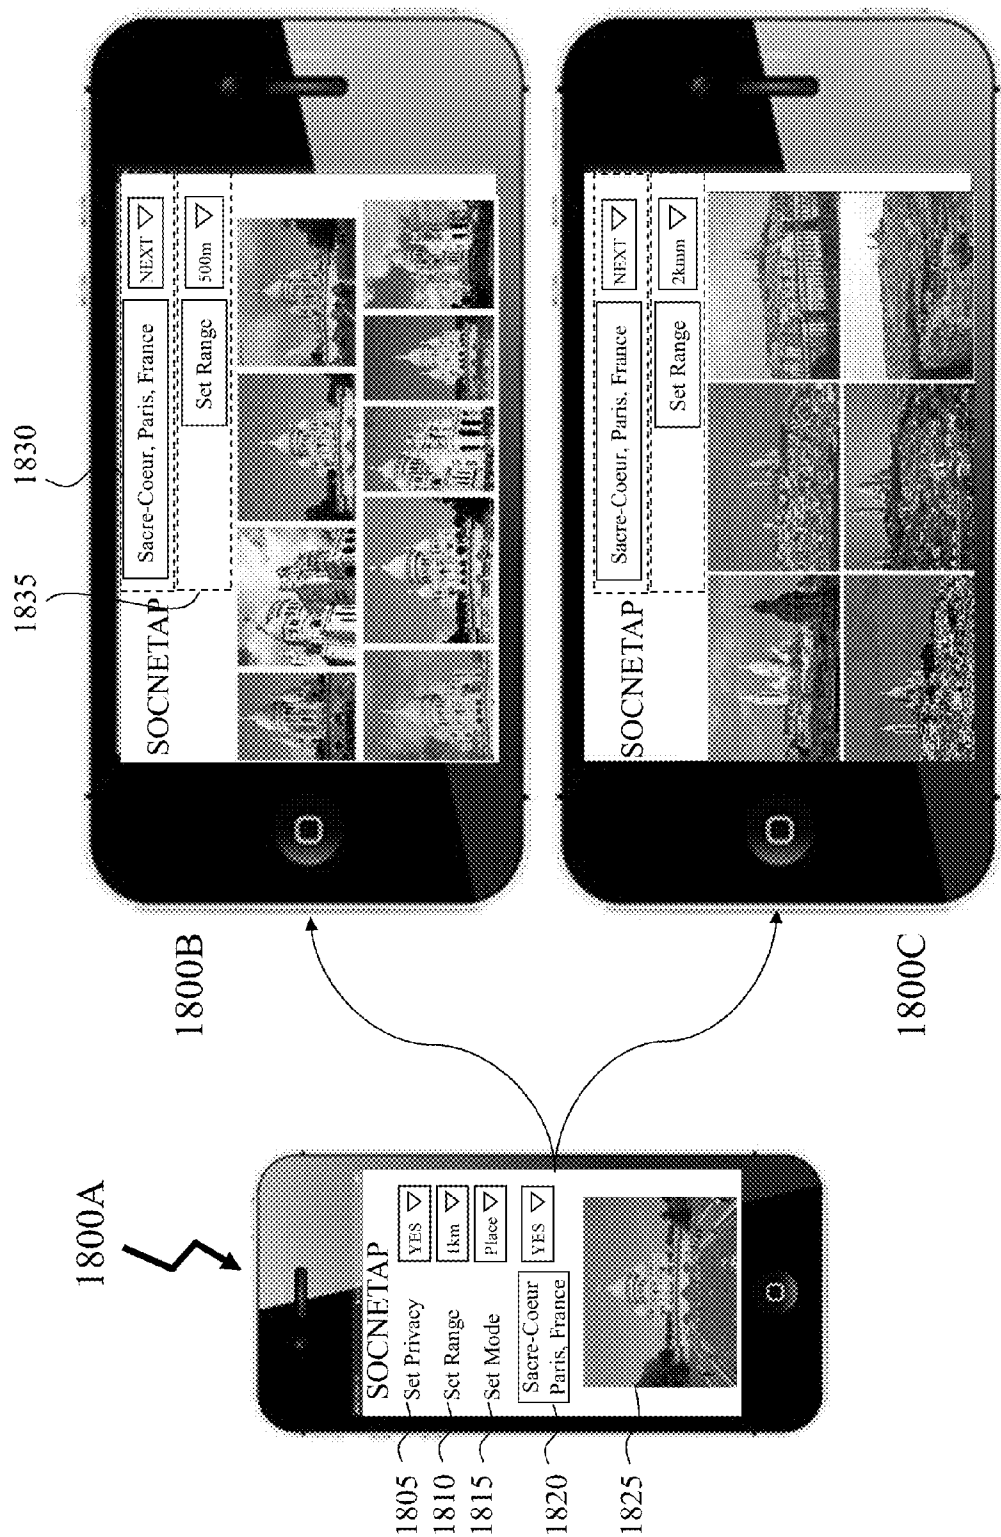 1800A
SOCNETAP
1805 Set Privacy YES
1810 Set Range 1km
1815 Set Mode Place
1820 Sacre-Coeur Paris, France YES
1825
1800B
1830
1835
SOCNETAP
Sacre-Coeur, Paris, France NEXT
Set Range 500m
1800C
SOCNETAP
Sacre-Coeur, Paris, France NEXT
Set Range 2kmm